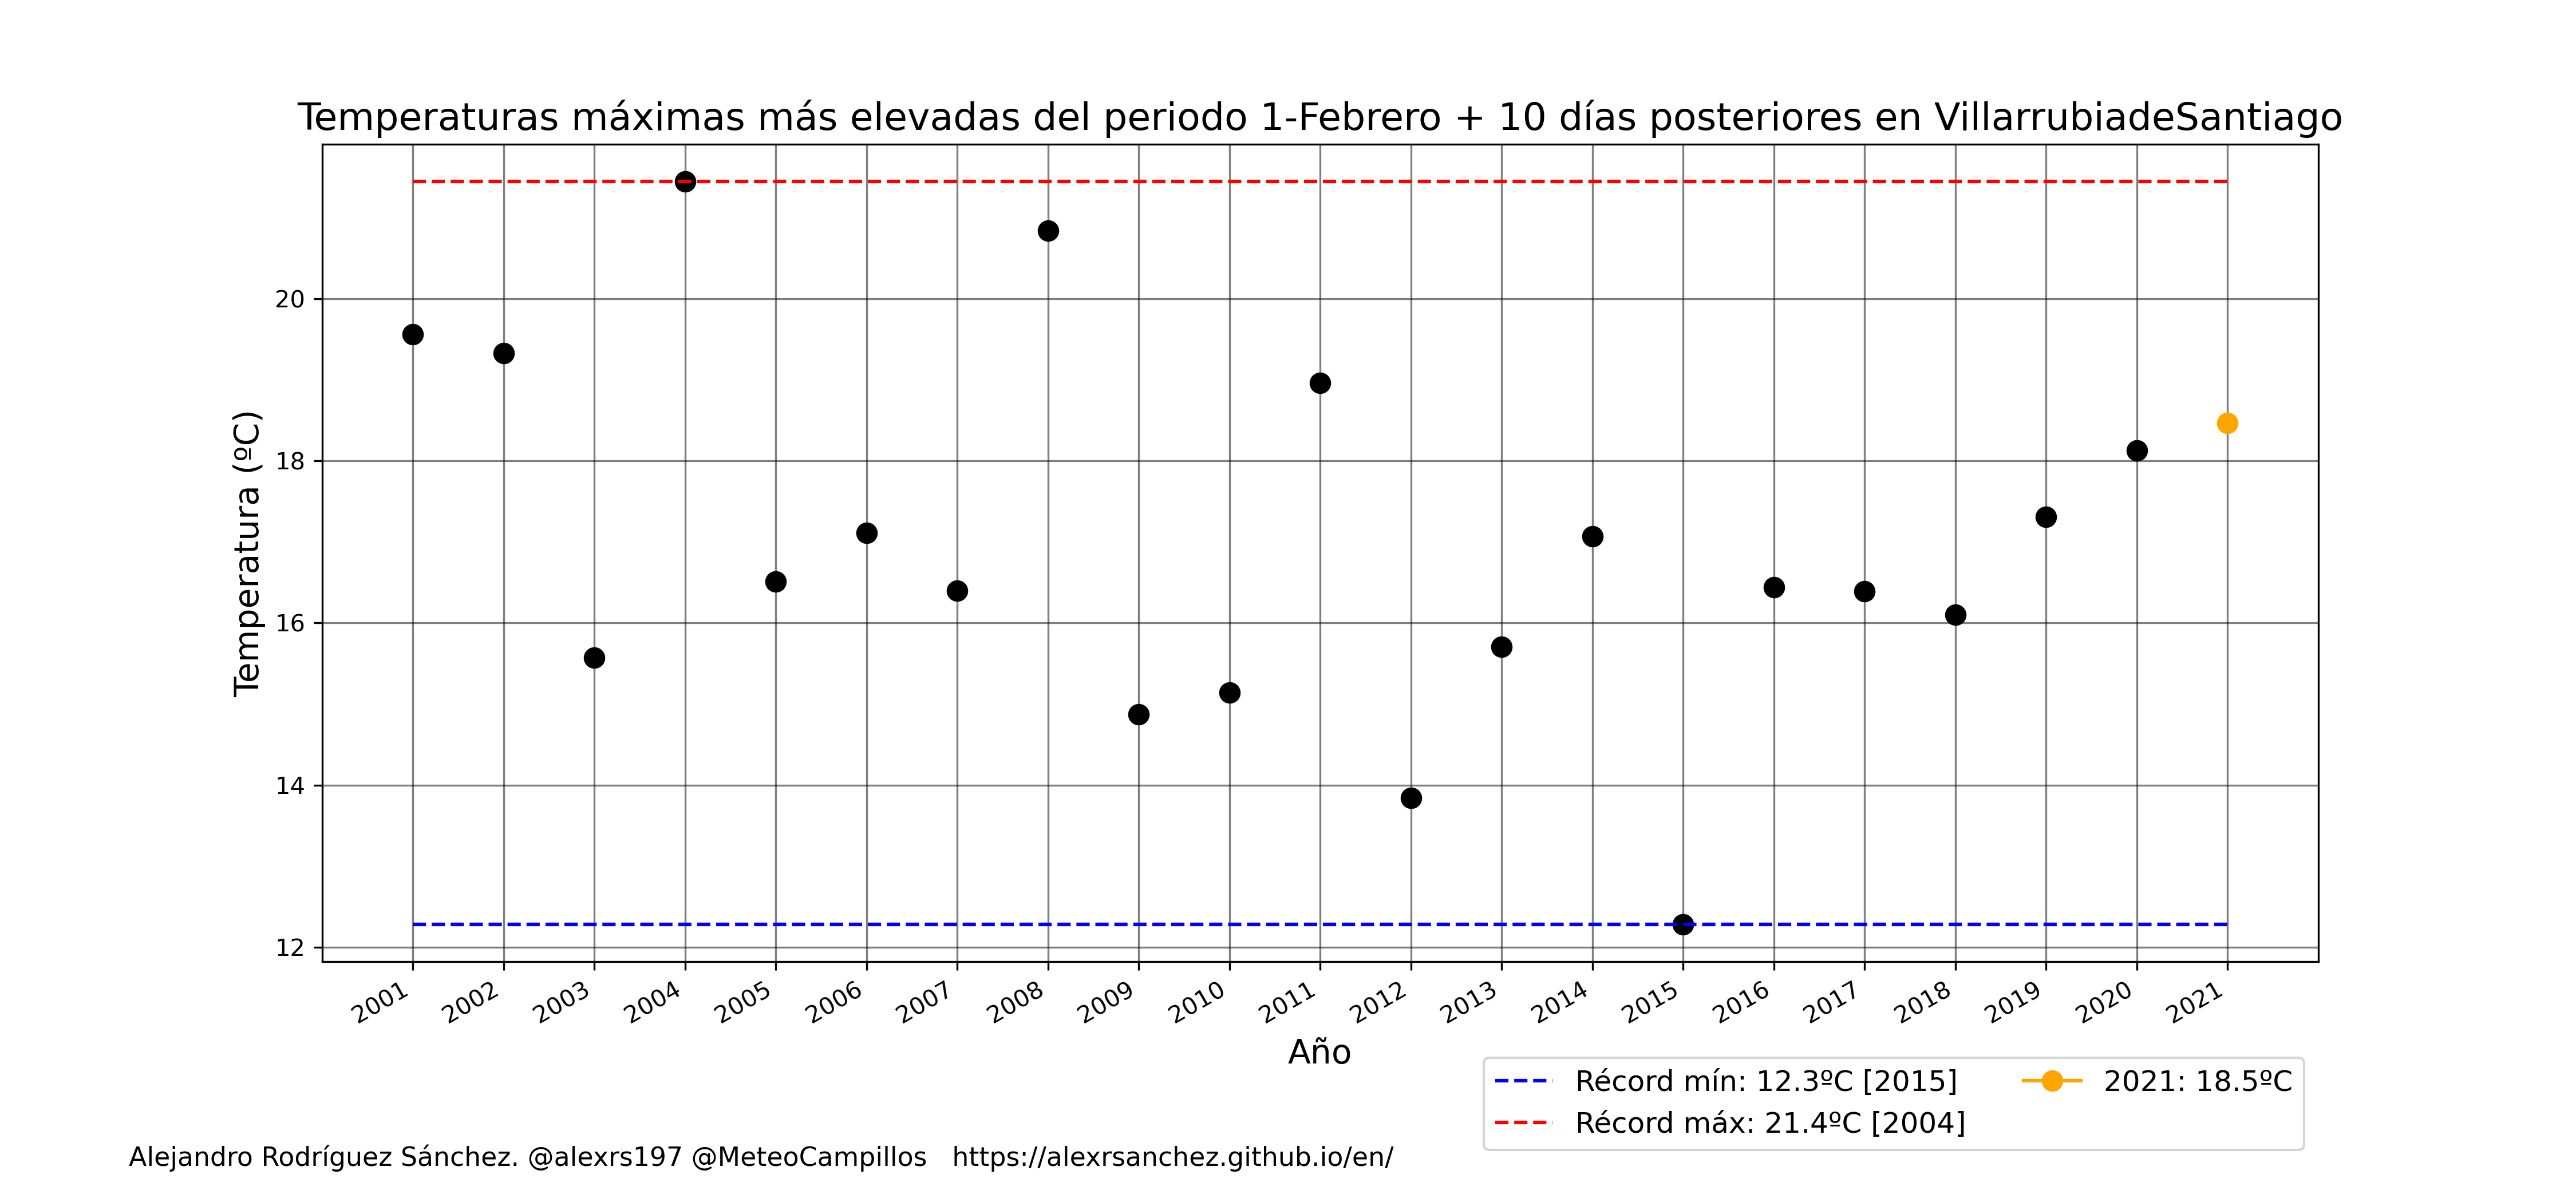 Temperaturas máximas más elevadas del periodo 1-Febrero + 10 días posteriores en VillarrubiadeSantiago
Temperatura (ºC)
20
18
16
14
12
2001 2002 2003 2004 2005 2006 2007 2008 2009 2010 2011 2012 2013 2014 2015 2016 2017 2018 2019 2020 2021
Año
Récord mín: 12.3ºC [2015]
Récord máx: 21.4ºC [2004]
2021: 18.5ºC
Alejandro Rodríguez Sánchez. @alexrs197 @MeteoCampillos https://alexrsanchez.github.io/en/